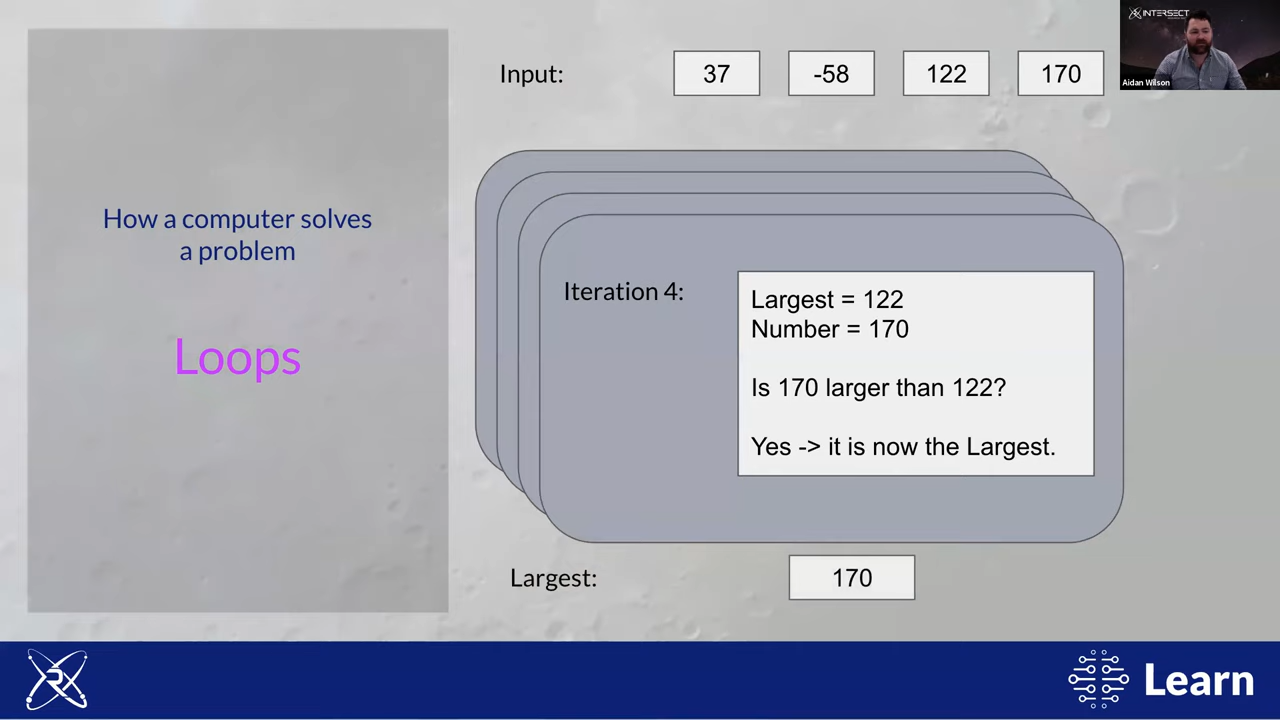 Input:
37
-58
122
170
INTERSECT
Aidan Wilson
How a computer solves
a problem
Loops
Iteration 4:
Largest = 122
Number = 170
Is 170 larger than 122?
Yes -> it is now the Largest.
Largest:
170
Learn